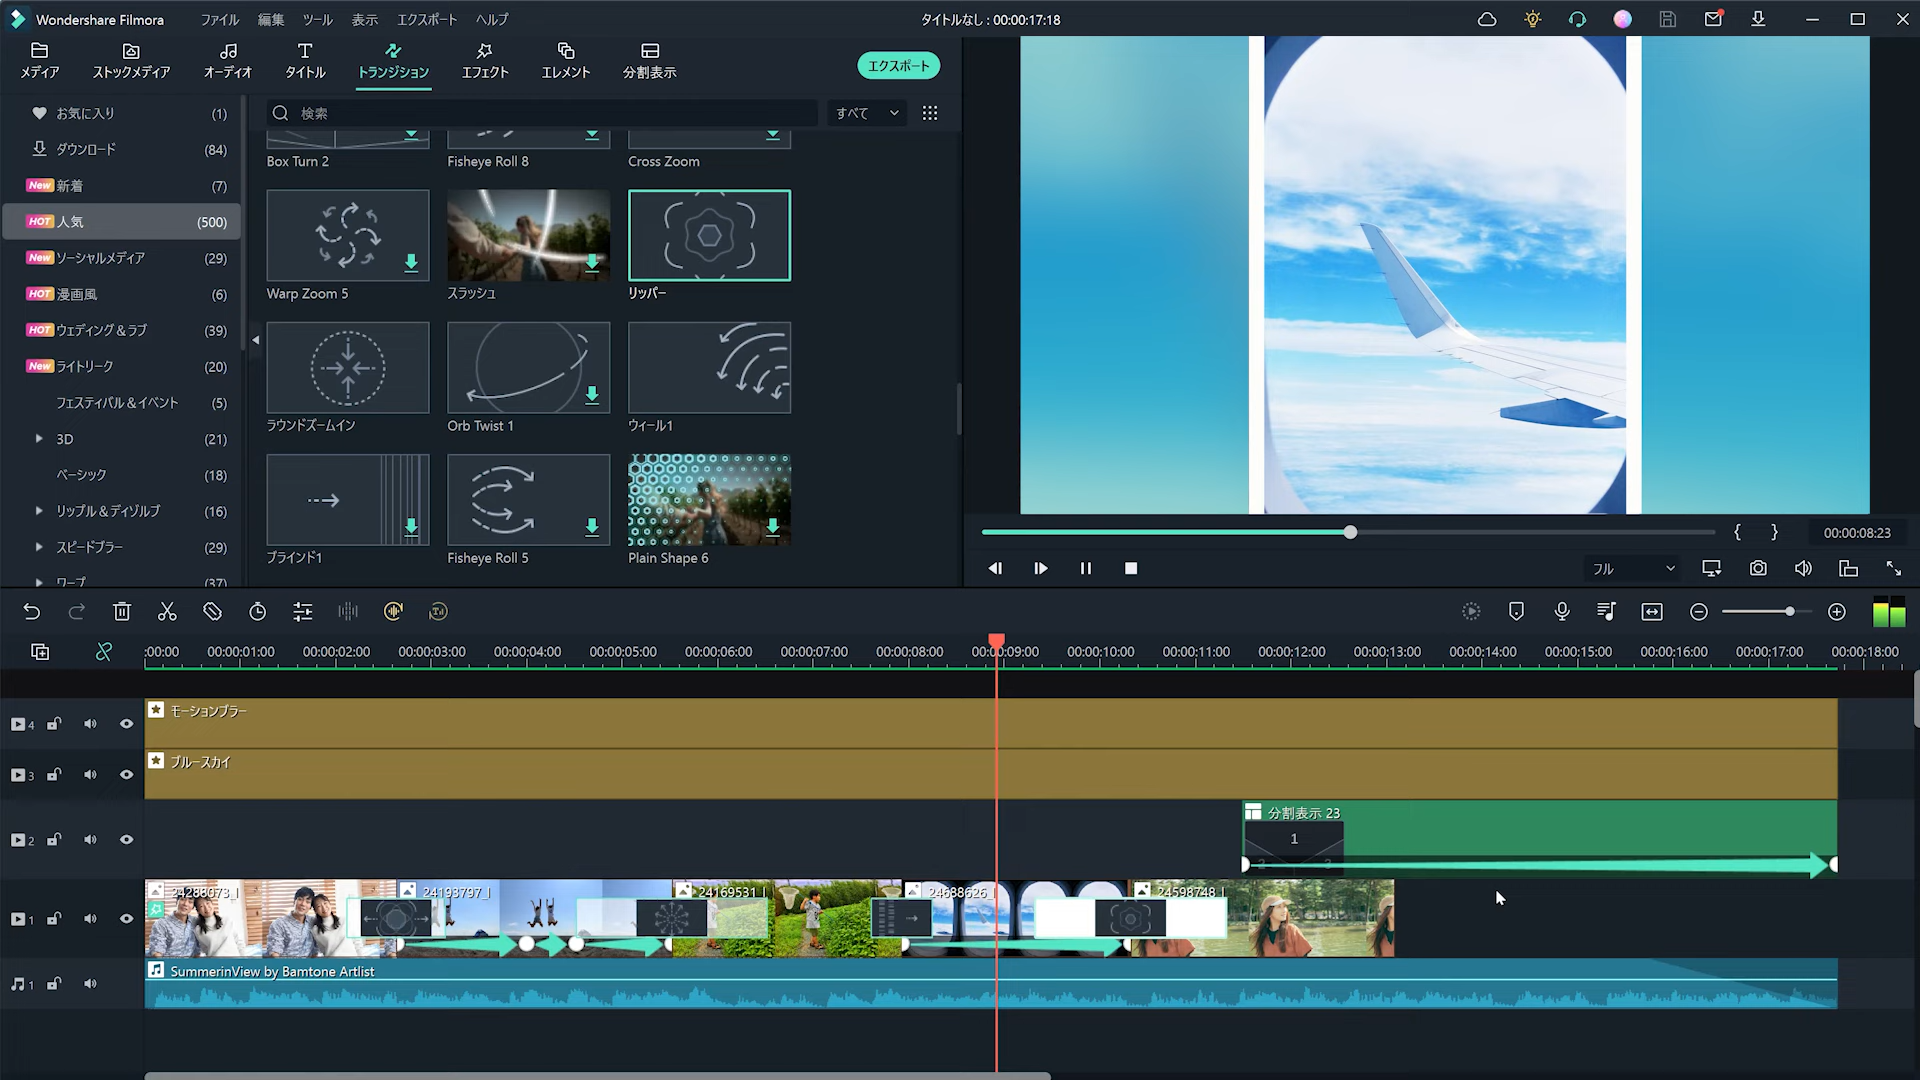 Wondershare Filmora
ファイル
編集
ツール
表示
エクスポート
ヘルプ
タイトルなし : 00:00:17:18
メディア
ストックメディア
オーディオ
タイトル
トランジション
エフェクト
エレメント
分割表示
エクスポート
お気に入り (1)
ダウンロード (84)
New 新着 (7)
HOT 人気 (500)
New ソーシャルメディア (29)
HOT 漫画風 (6)
HOT ウェディング&ラブ (39)
New ライトリーク (20)
フェスティバル&イベント (5)
3D (21)
ベーシック (18)
リップル&ディゾルブ (16)
スピードブラー (29)
ワープ (37)
検索
すべて
Box Turn 2
Fisheye Roll 8
Cross Zoom
Warp Zoom 5
スラッシュ
リッパー
ラウンドズームイン
Orb Twist 1
ウィール1
ブラインド1
Fisheye Roll 5
Plain Shape 6
{ }
00:00:08:23
フル
:00:00
00:00:01:00
00:00:02:00
00:00:03:00
00:00:04:00
00:00:05:00
00:00:06:00
00:00:07:00
00:00:08:00
00:00:09:00
00:00:10:00
00:00:11:00
00:00:12:00
00:00:13:00
00:00:14:00
00:00:15:00
00:00:16:00
00:00:17:00
00:00:18:00
4
モーションブラー
3
ブルースカイ
2
分割表示 23
1
2 3
1
24286073_l
24193797_l
24169531_l
24688626_l
24598748_l
1
SummerinView by Bamtone Artlist